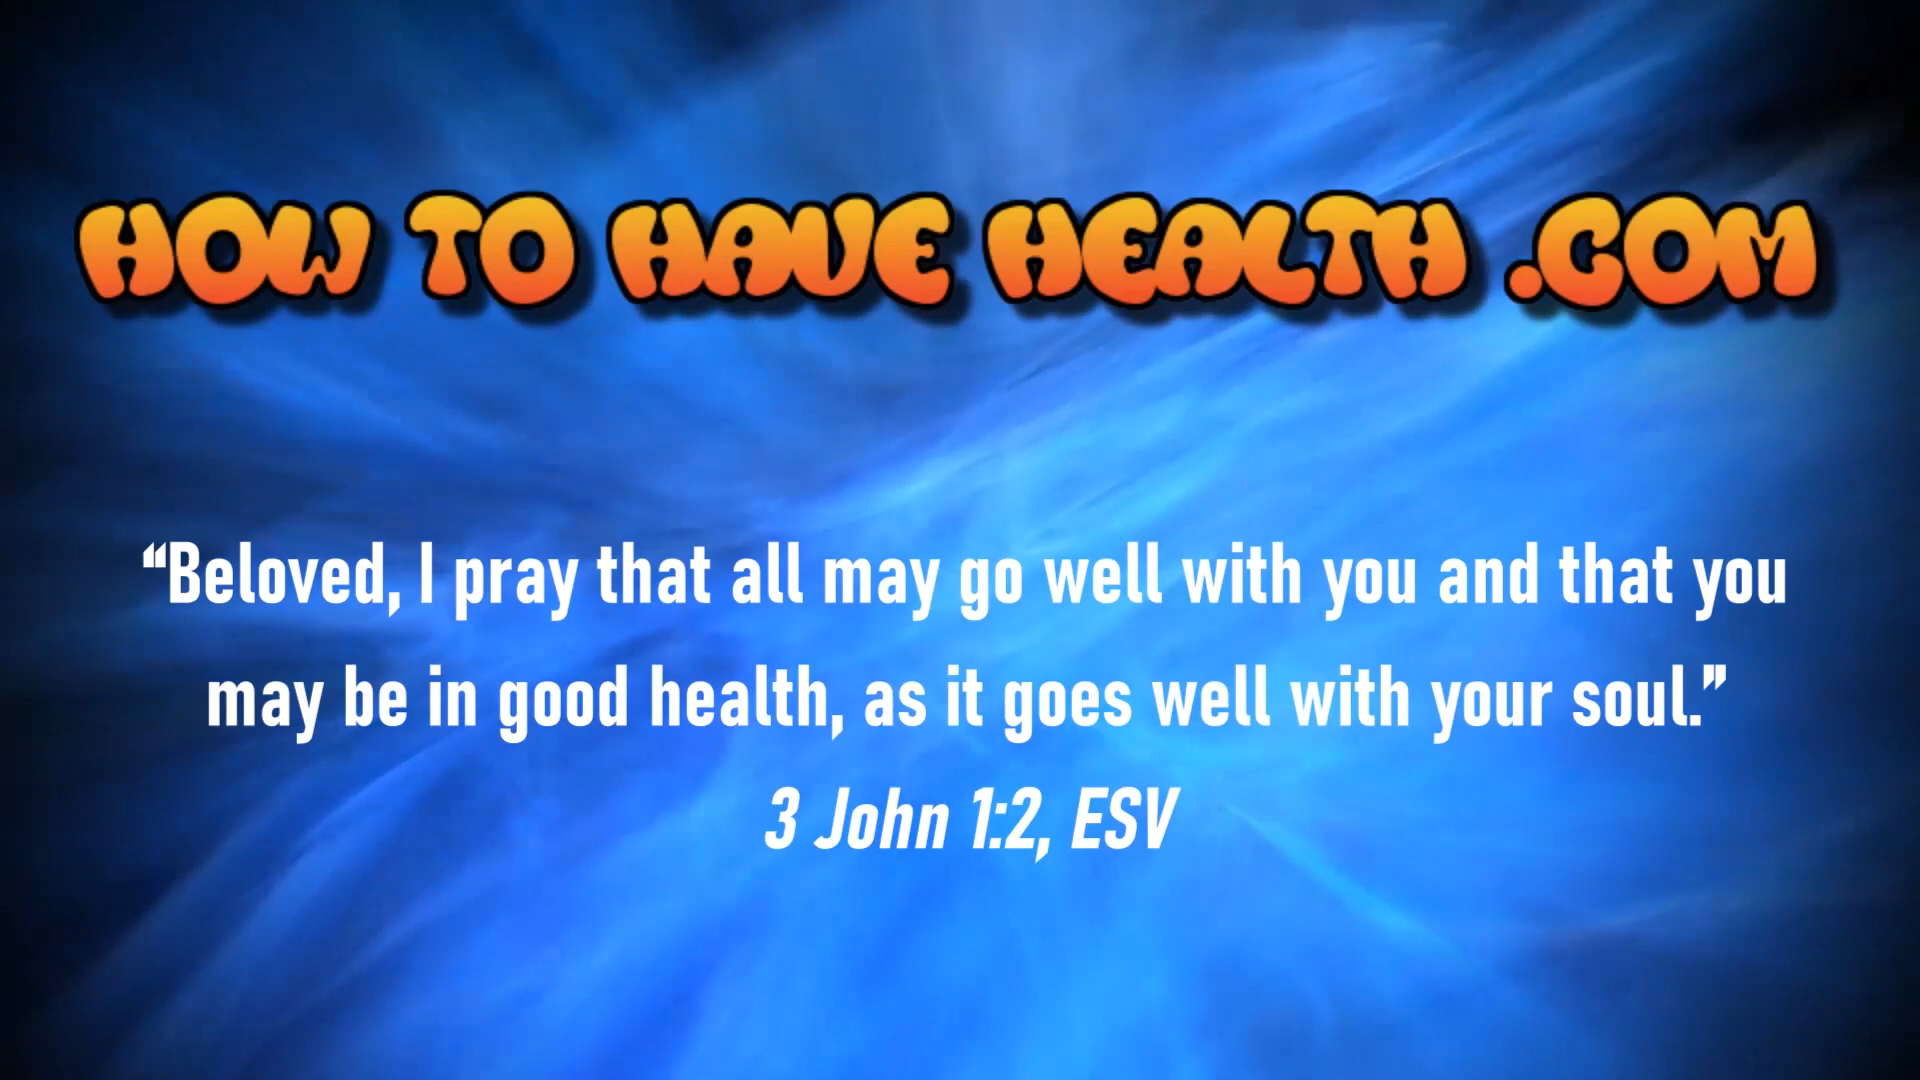 HOW TO HAVE HEALTH .COM
“Beloved, I pray that all may go well with you and that you
may be in good health, as it goes well with your soul.”
3 John 1:2, ESV